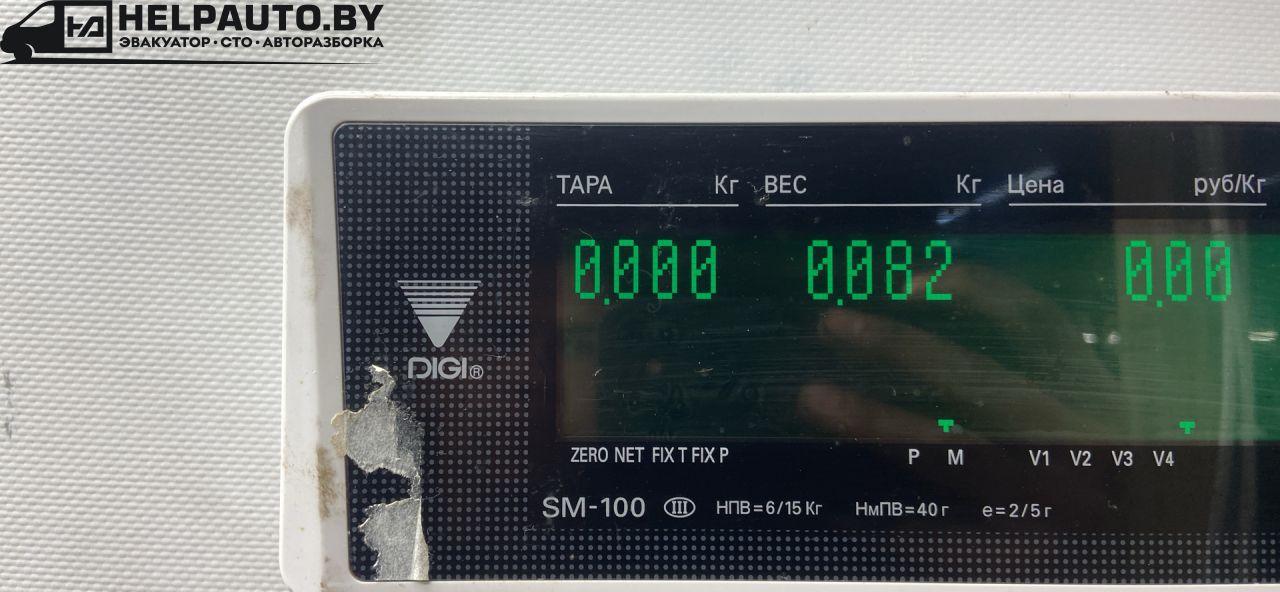 HELPAUTO.BY
ЭВАКУАТОР · СТО · АВТОРАЗБОРКА
ТАРА Кг ВЕС Кг Цена руб/Кг
0.000 0.082 0.00
DIGI®
ZERO NET FIX T FIX P P M V1 V2 V3 V4
SM-100 III НПВ=6/15 Кг НмПВ=40 г e=2/5 г